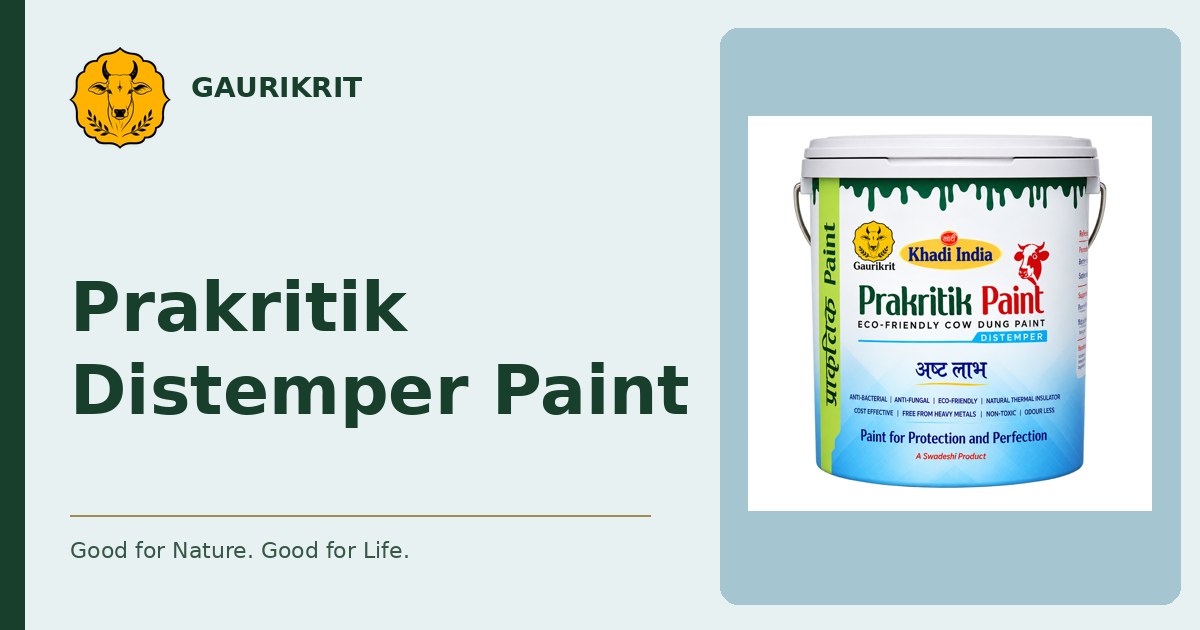 GAURIKRIT
Prakritik
Distemper Paint
Good for Nature. Good for Life.
प्राकृतिक Paint
Gaurikrit
खादी
Khadi India
Prakritik Paint
ECO-FRIENDLY COW DUNG PAINT
DISTEMPER
अष्ट लाभ
ANTI-BACTERIAL | ANTI-FUNGAL | ECO-FRIENDLY | NATURAL THERMAL INSULATOR
COST EFFECTIVE | FREE FROM HEAVY METALS | NON-TOXIC | ODOUR LESS
Paint for Protection and Perfection
A Swadeshi Product